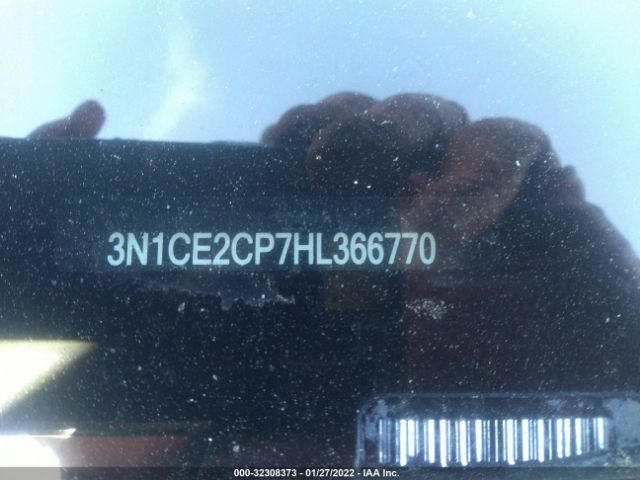 3N1CE2CP7HL366770
000-32308373 - 01/27/2022 - IAA Inc.